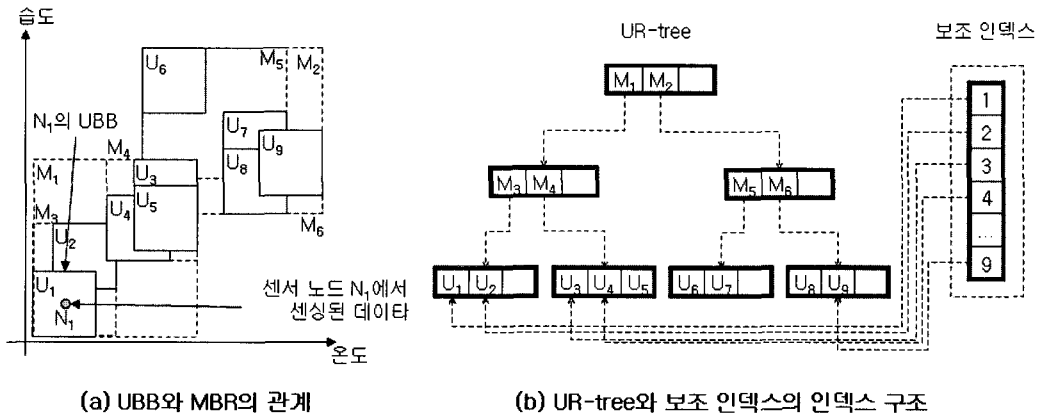 습도
U6
M5
M2
N1의 UBB
U7
M4
U9
M1
U3
U8
M3
U4
U5
U2
M6
U1
N1
센서 노드 N1에서
센싱된 데이타
온도
(a) UBB와 MBR의 관계
UR-tree
보조 인덱스
M1 M2
1
2
3
M3 M4
M5 M6
4
...
9
U1 U2
U3 U4 U5
U6 U7
U8 U9
(b) UR-tree와 보조 인덱스의 인덱스 구조